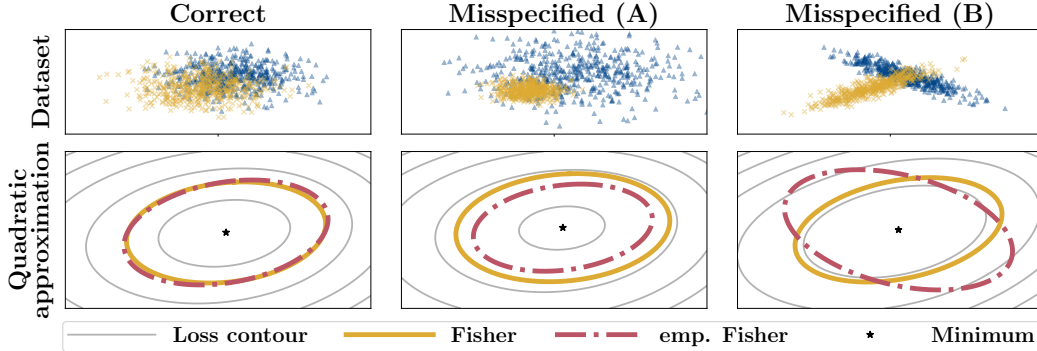 Correct Misspecified (A) Misspecified (B)
Dataset
Quadratic
approximation
Loss contour Fisher emp. Fisher Minimum